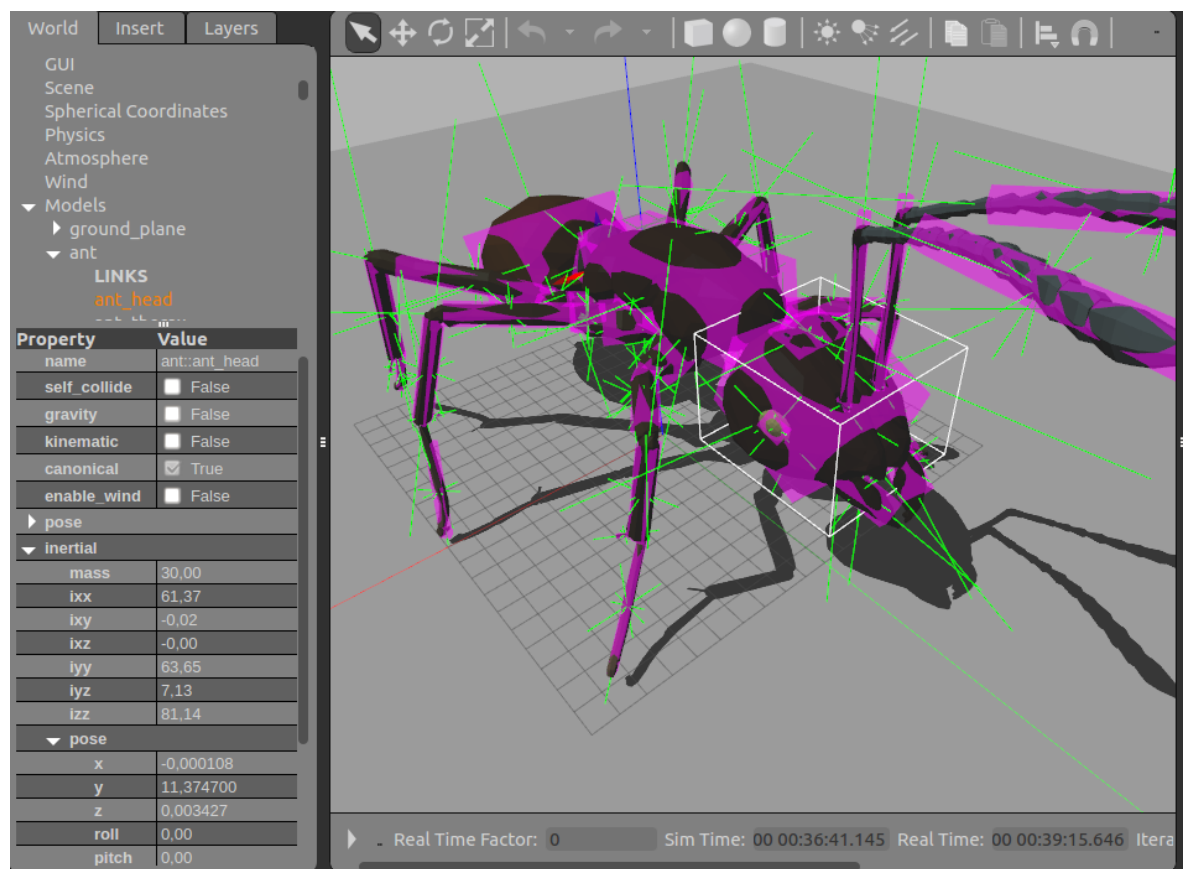 World Insert Layers
GUI
Scene
Spherical Coordinates
Physics
Atmosphere
Wind
Models
ground_plane
ant
LINKS
ant_head
Property Value
name ant::ant_head
self_collide False
gravity False
kinematic False
canonical True
enable_wind False
pose
inertial
mass 30,00
ixx 61,37
ixy -0,02
ixz -0,00
iyy 63,65
iyz 7,13
izz 81,14
pose
x -0,000108
y 11,374700
z 0,003427
roll 0,00
pitch 0,00
Real Time Factor: 0 Sim Time: 00 00:36:41.145 Real Time: 00 00:39:15.646 Itera